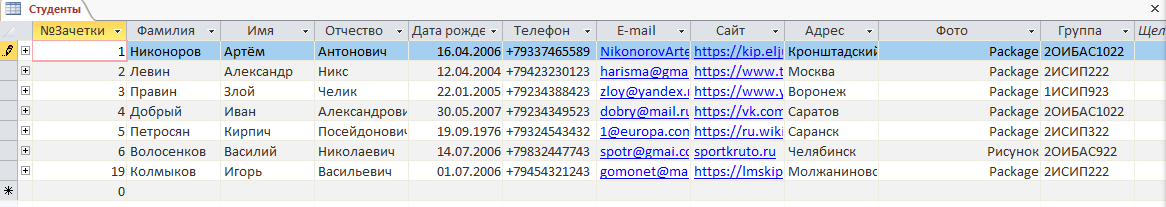 Студенты
№Зачетки Фамилия Имя Отчество Дата рожде Телефон E-mail Сайт Адрес Фото Группа Щел
1 Никоноров Артём Антонович 16.04.2006 +79337465589 NikonorovArte https://kip.elju Кронштадский Package 2ОИБАС1022
2 Левин Александр Никс 12.04.2004 +79423230123 harisma@gmai https://www.t Москва Package 2ИСИП222
3 Правин Злой Челик 22.01.2005 +79234388423 zloy@yandex.r https://www.y Воронеж Package 1ИСИП923
4 Добрый Иван Александрови 30.05.2007 +79234349523 dobry@mail.ru https://vk.com Саратов Package 2ОИБАС1022
5 Петросян Кирпич Посейдонович 19.09.1976 +79324543432 1@europa.com https://ru.wiki Саранск Package 2ИСИП322
6 Волосенков Василий Николаевич 14.07.2006 +79832447743 spotr@gmai.co sportkruto.ru Челябинск Рисунок 2ОИБАС922
19 Колмыков Игорь Васильевич 01.07.2006 +79454321243 gomonet@ma https://lmskip Молжаниново Package 2ИСИП222
0